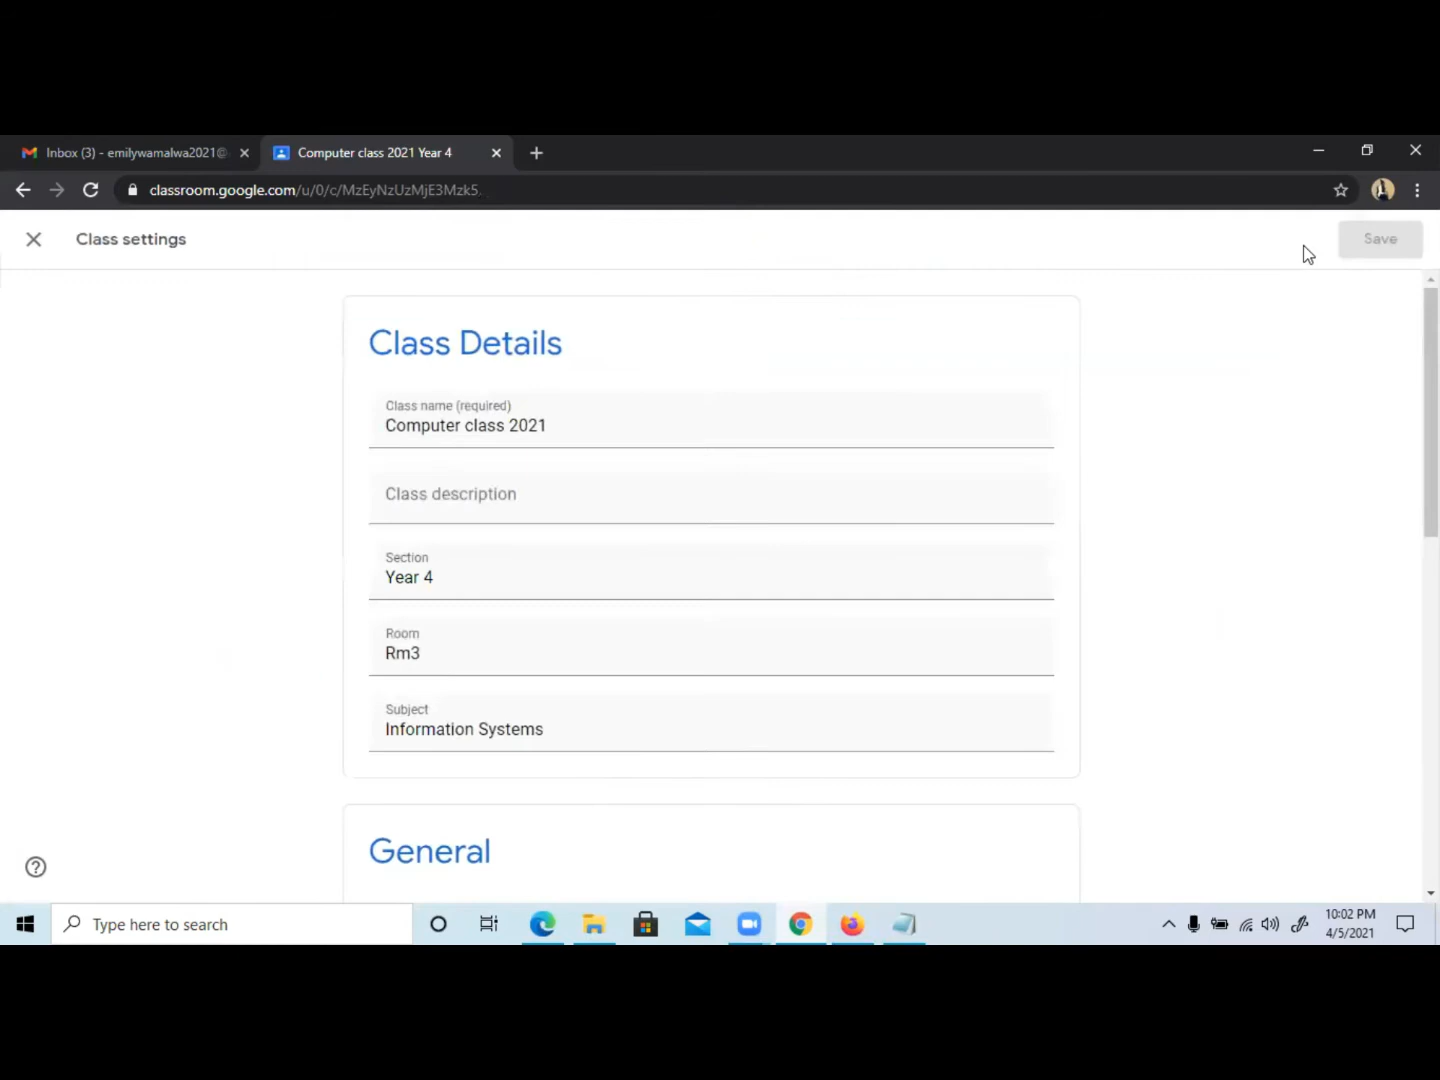 Inbox (3) - emilywamalwa2021@
Computer class 2021 Year 4
classroom.google.com/u/0/c/MzEyNzUzMjE3Mzk5.
Class settings
Save
Class Details
Class name (required)
Computer class 2021
Class description
Section
Year 4
Room
Rm3
Subject
Information Systems
General
Type here to search
10:02 PM
4/5/2021